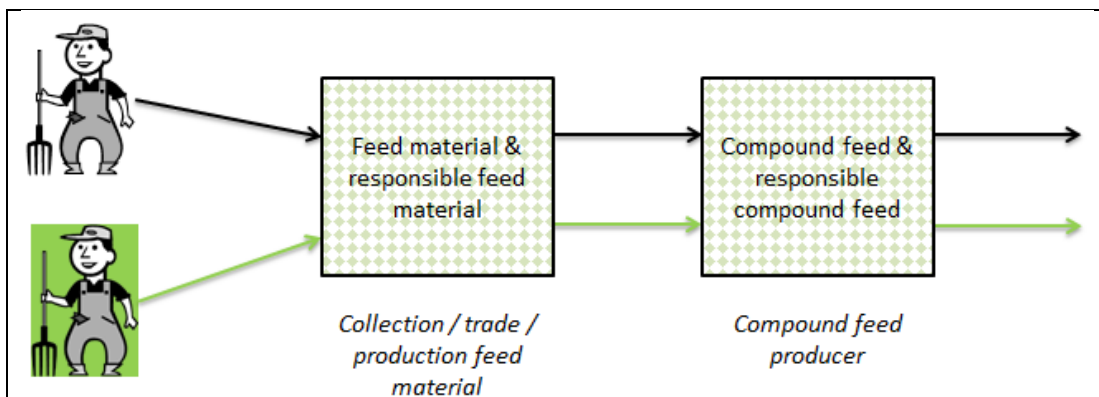 Feed material &
responsible feed
material
Compound feed &
responsible
compound feed
Collection / trade /
production feed
material
Compound feed
producer